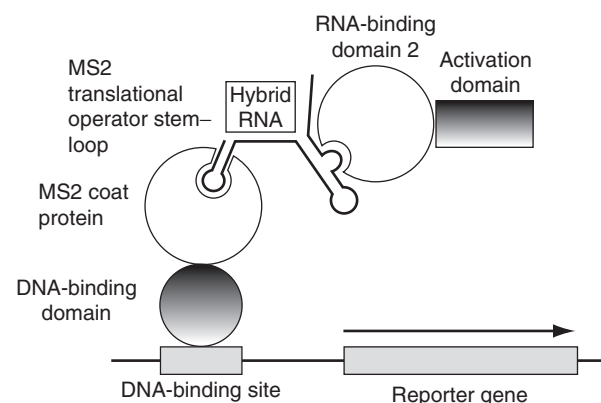 RNA-binding
domain 2
Activation
domain
MS2
translational
operator stem–
loop
Hybrid
RNA
MS2 coat
protein
DNA-binding
domain
DNA-binding site
Reporter gene